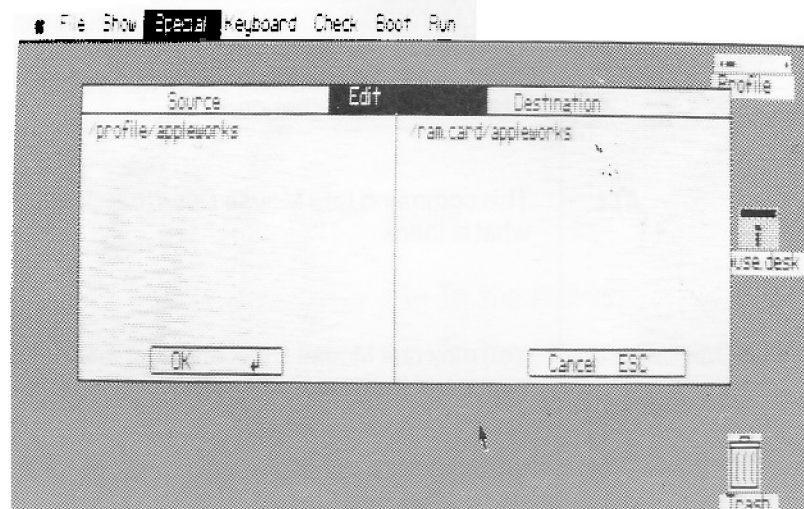 File Show Special Keyboard Check Boot Run
Profile
Edit
Source Destination
/profile/appleworks /ram.card/appleworks
use.desk
OK Cancel ESC
Trash